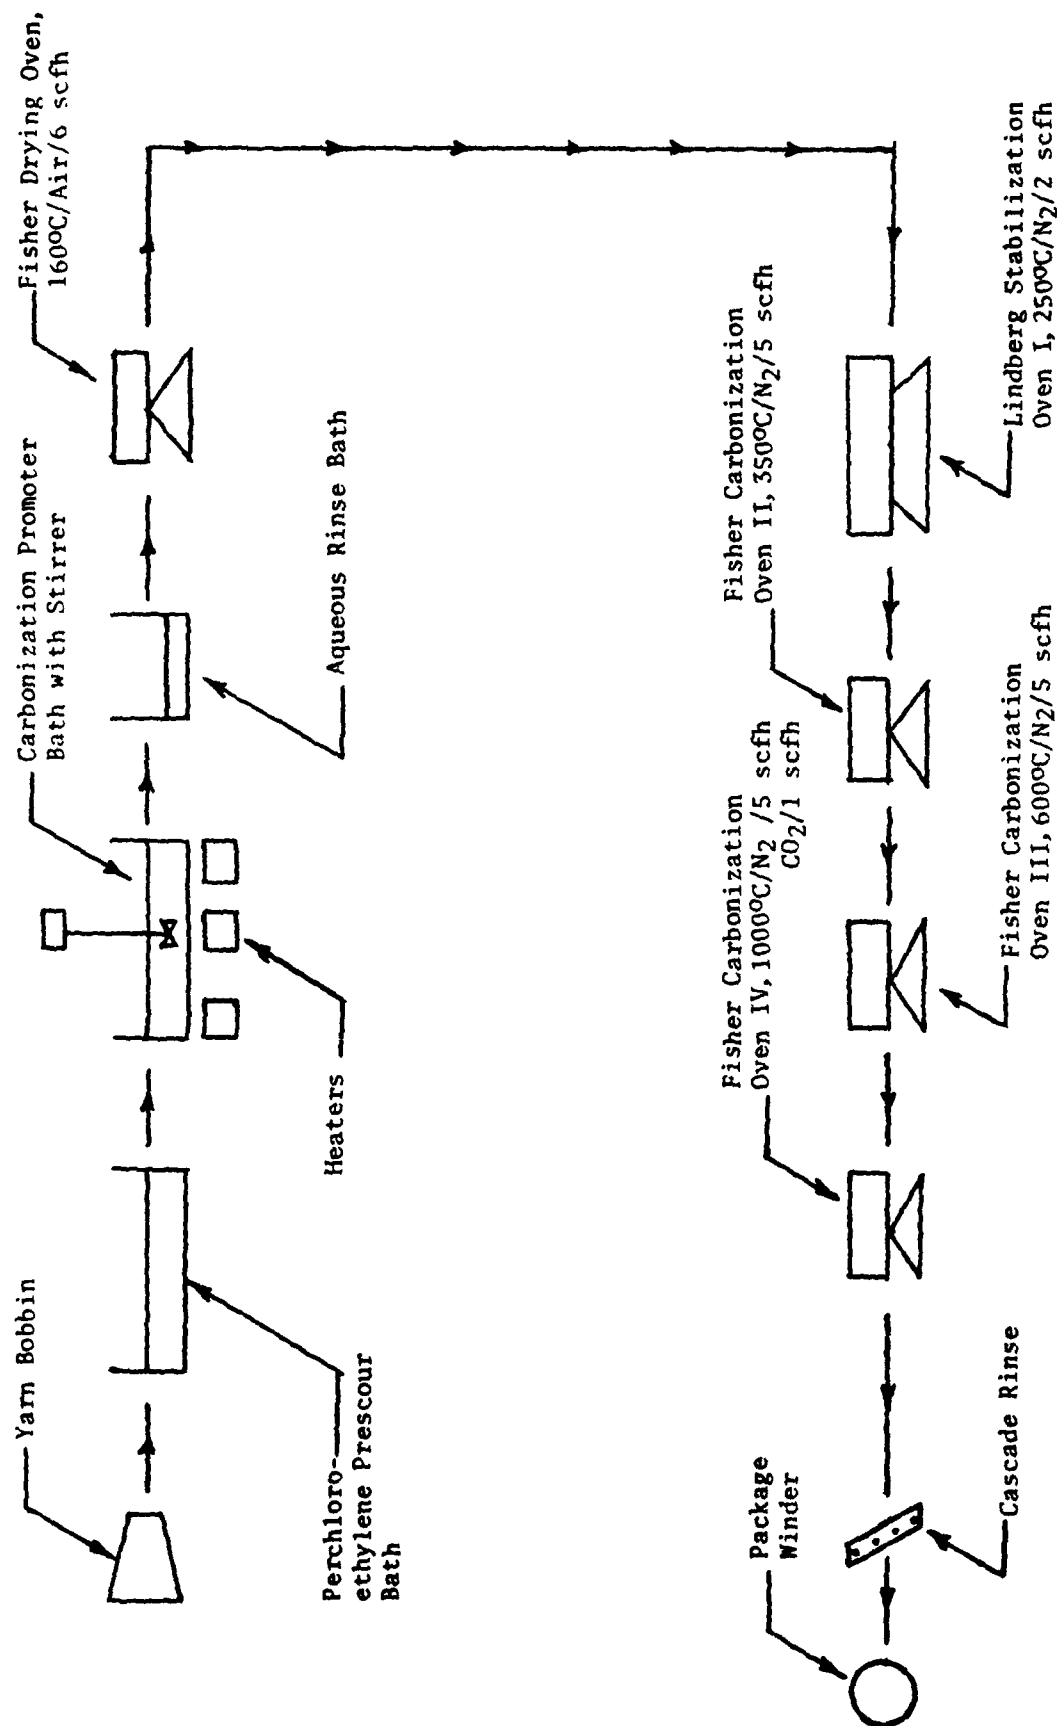 Yarn Bobbin
Perchloro-
ethylene Prescour
Bath
Carbonization Promoter
Bath with Stirrer
Heaters
Aqueous Rinse Bath
Fisher Drying Oven,
160°C/Air/6 scfh
Lindberg Stabilization
Oven I, 250°C/N2/2 scfh
Fisher Carbonization
Oven II, 350°C/N2/5 scfh
Fisher Carbonization
Oven III, 600°C/N2/5 scfh
Fisher Carbonization
Oven IV, 1000°C/N2 /5 scfh
CO2/1 scfh
Cascade Rinse
Package
Winder